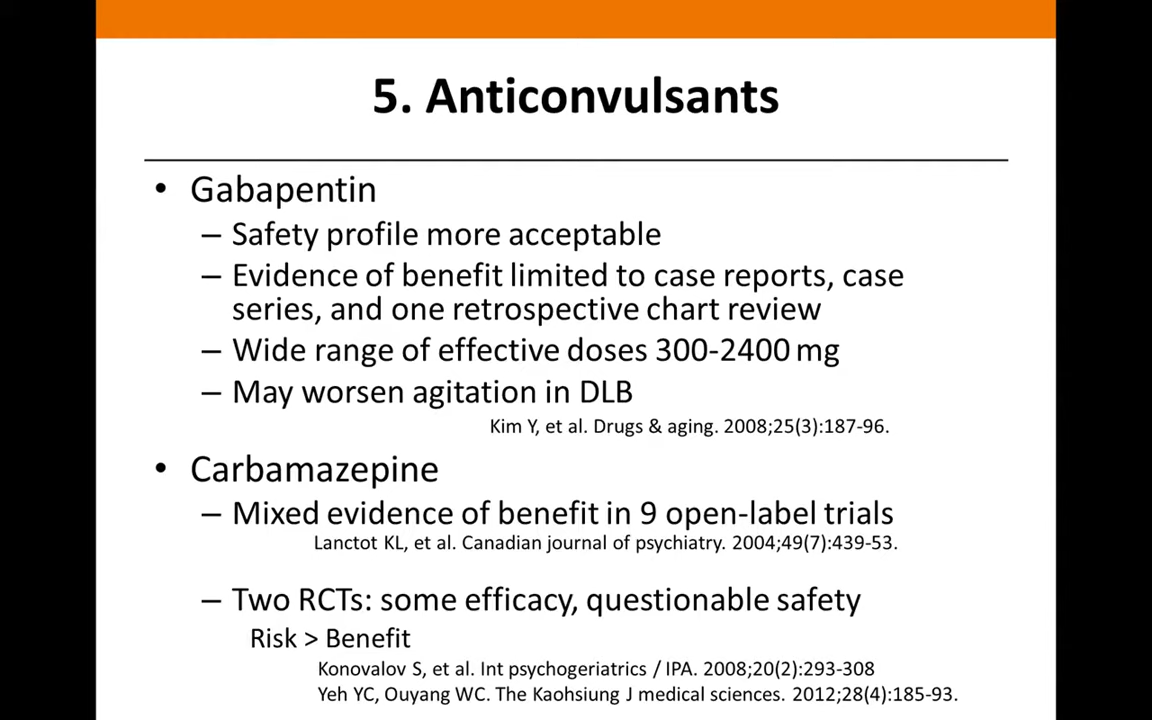 5. Anticonvulsants
• Gabapentin
– Safety profile more acceptable
– Evidence of benefit limited to case reports, case
series, and one retrospective chart review
– Wide range of effective doses 300-2400 mg
– May worsen agitation in DLB
Kim Y, et al. Drugs & aging. 2008;25(3):187-96.
• Carbamazepine
– Mixed evidence of benefit in 9 open-label trials
Lanctot KL, et al. Canadian journal of psychiatry. 2004;49(7):439-53.
– Two RCTs: some efficacy, questionable safety
Risk > Benefit
Konovalov S, et al. Int psychogeriatrics / IPA. 2008;20(2):293-308
Yeh YC, Ouyang WC. The Kaohsiung J medical sciences. 2012;28(4):185-93.